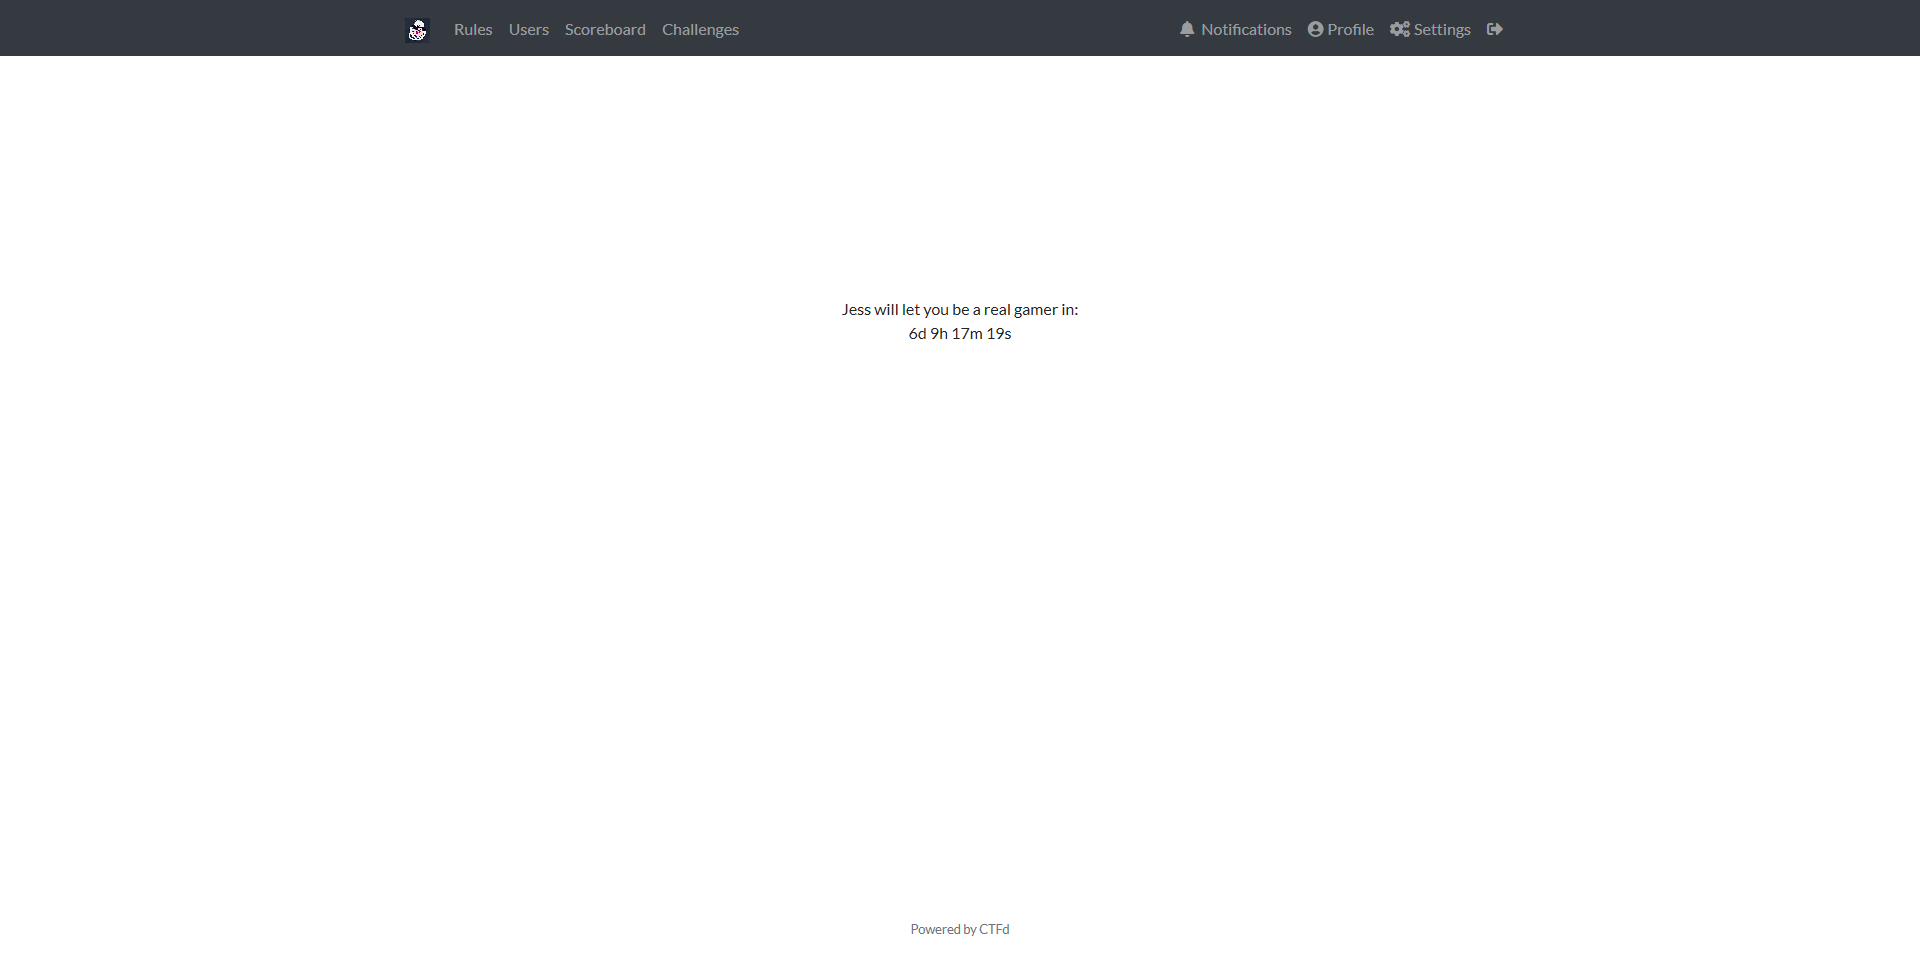 Rules Users Scoreboard Challenges Notifications Profile Settings
Jess will let you be a real gamer in:
6d 9h 17m 19s
Powered by CTFd